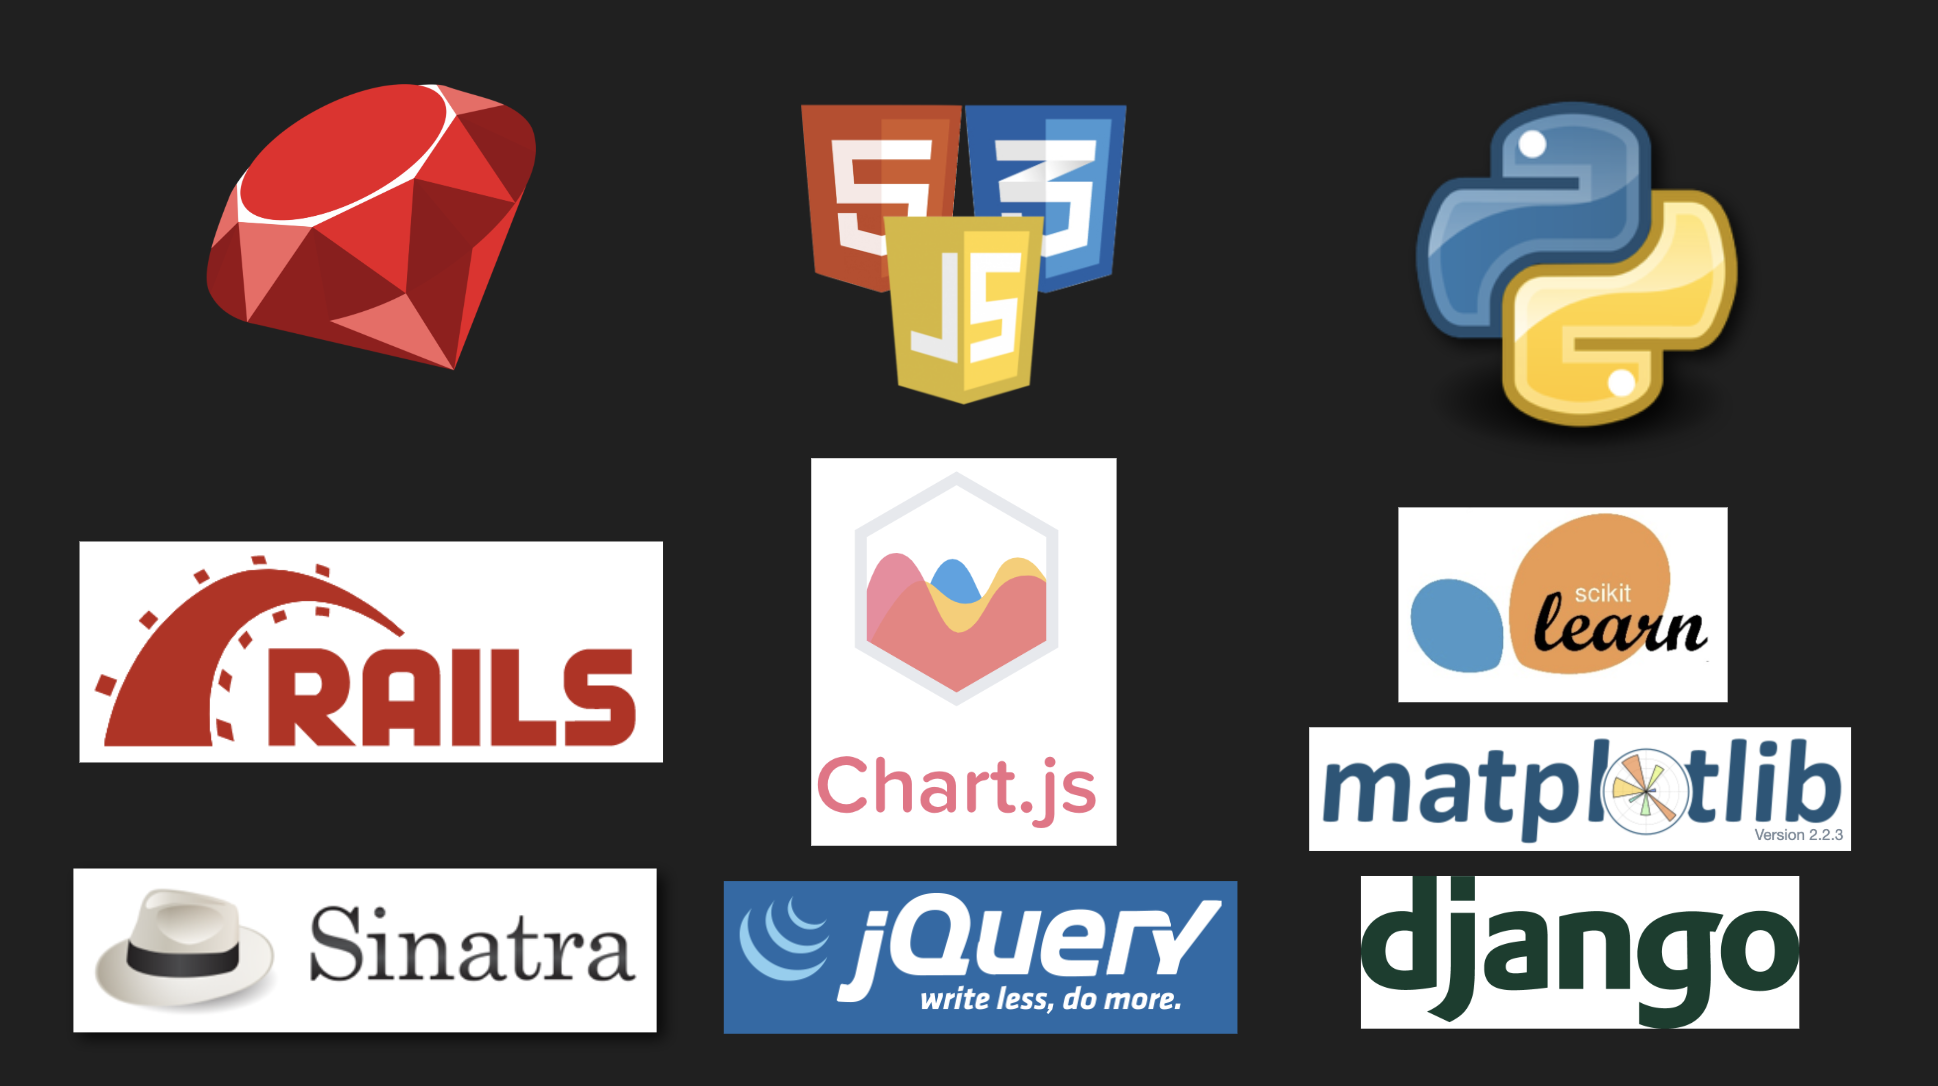 5
3
JS
RAILS
Chart.js
scikit
learn
matplotlib
Version 2.2.3
Sinatra
jQuery
write less, do more.
django